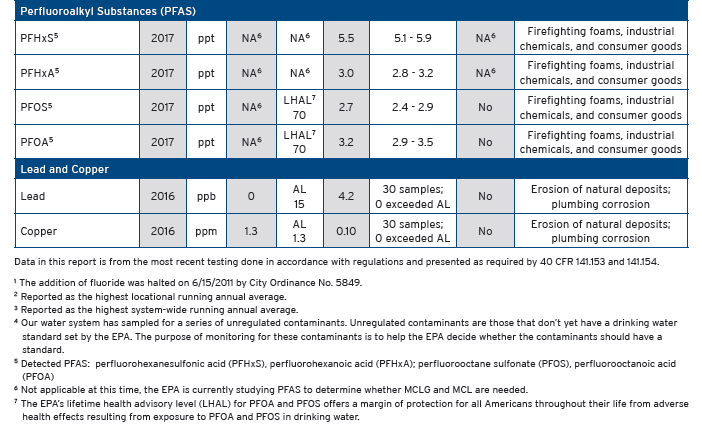 Perfluoroalkyl Substances (PFAS)
PFHxS⁵ 2017 ppt NA⁶ NA⁶ 5.5 5.1 - 5.9 NA⁶ Firefighting foams, industrial
chemicals, and consumer goods
PFHxA⁵ 2017 ppt NA⁶ NA⁶ 3.0 2.8 - 3.2 NA⁶ Firefighting foams, industrial
chemicals, and consumer goods
PFOS⁵ 2017 ppt NA⁶ LHAL⁷ 2.7 2.4 - 2.9 No Firefighting foams, industrial
70 chemicals, and consumer goods
PFOA⁵ 2017 ppt NA⁶ LHAL⁷ 3.2 2.9 - 3.5 No Firefighting foams, industrial
70 chemicals, and consumer goods
Lead and Copper
Lead 2016 ppb 0 AL 4.2 30 samples; No Erosion of natural deposits;
15 0 exceeded AL plumbing corrosion
Copper 2016 ppm 1.3 AL 0.10 30 samples; No Erosion of natural deposits;
1.3 0 exceeded AL plumbing corrosion
Data in this report is from the most recent testing done in accordance with regulations and presented as required by 40 CFR 141.153 and 141.154.
¹ The addition of fluoride was halted on 6/15/2011 by City Ordinance No. 5849.
² Reported as the highest locational running annual average.
³ Reported as the highest system-wide running annual average.
⁴ Our water system has sampled for a series of unregulated contaminants. Unregulated contaminants are those that don't yet have a drinking water
standard set by the EPA. The purpose of monitoring for these contaminants is to help the EPA decide whether the contaminants should have a
standard.
⁵ Detected PFAS: perfluorohexanesulfonic acid (PFHxS), perfluorohexanoic acid (PFHxA); perfluorooctane sulfonate (PFOS), perfluorooctanoic acid
(PFOA)
⁶ Not applicable at this time, the EPA is currently studying PFAS to determine whether MCLG and MCL are needed.
⁷ The EPA's lifetime health advisory level (LHAL) for PFOA and PFOS offers a margin of protection for all Americans throughout their life from adverse
health effects resulting from exposure to PFOA and PFOS in drinking water.